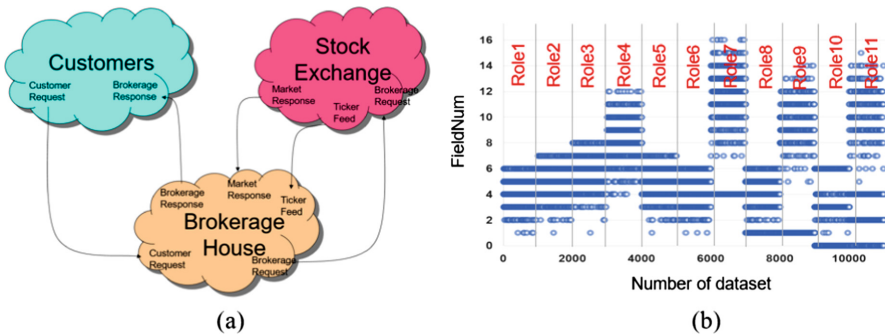 Customers
Customer
Request
Brokerage
Response
Stock
Exchange
Market
Response
Ticker
Feed
Brokerage
Request
Brokerage
Response
Market
Response
Ticker
Feed
Brokerage
House
Customer
Request
Brokerage
Request
(a)
FieldNum
16
14
12
10
8
6
4
2
0
Role1
Role2
Role3
Role4
Role5
Role6
Role7
Role8
Role9
Role10
Role11
0 2000 4000 6000 8000 10000
Number of dataset
(b)